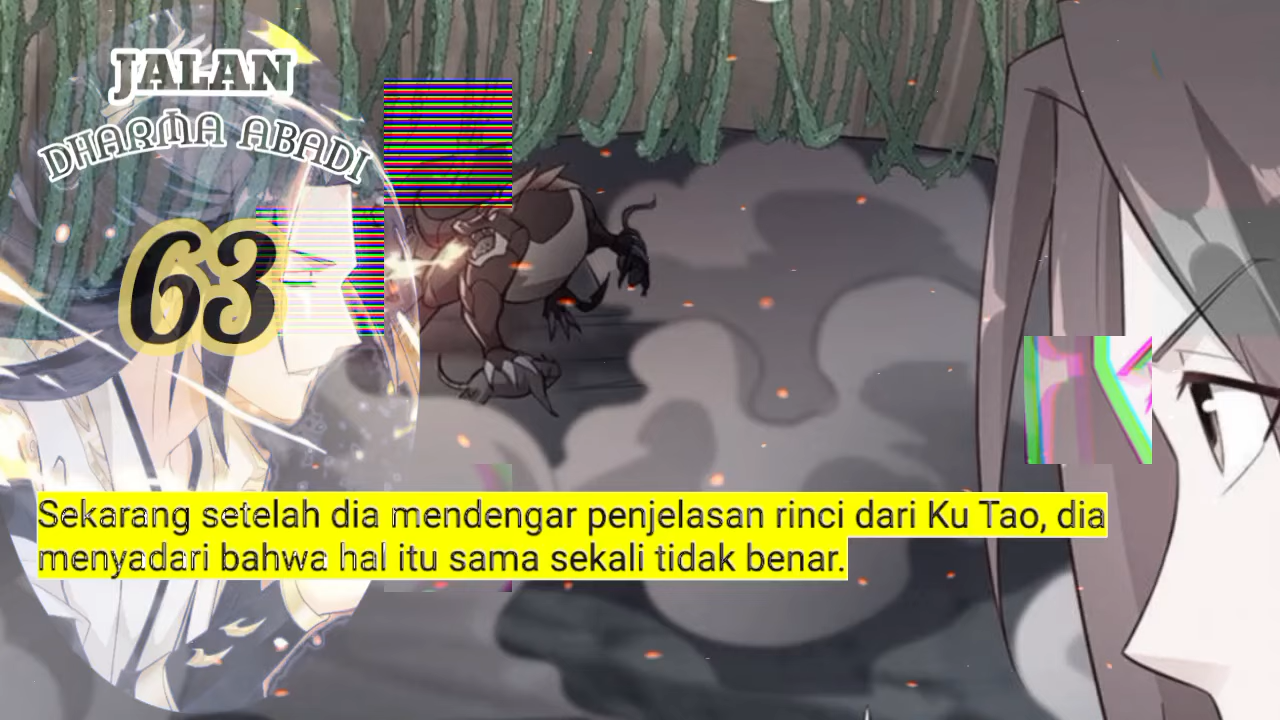 JALAN
DHARMA ABADI
63
Sekarang setelah dia mendengar penjelasan rinci dari Ku Tao, dia
menyadari bahwa hal itu sama sekali tidak benar.